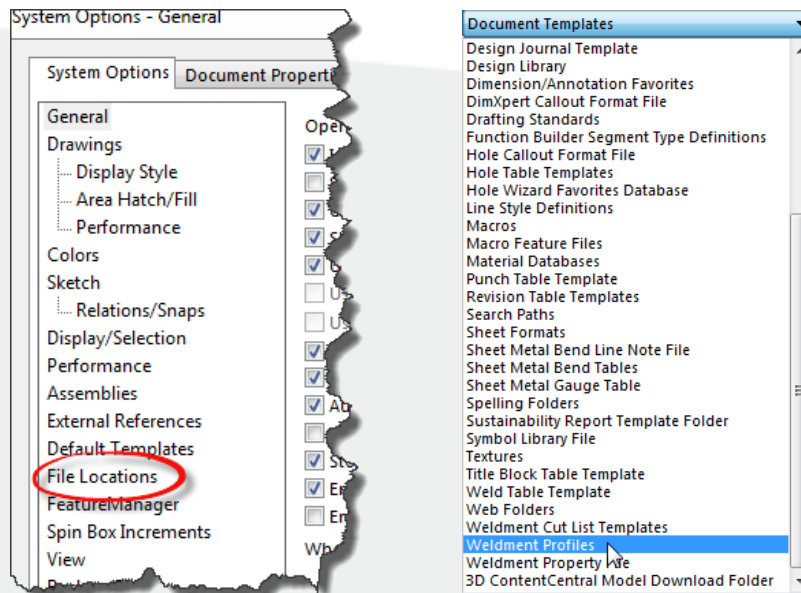 System Options - General
System Options
Document Properti
General
Drawings
Display Style
Area Hatch/Fill
Performance
Colors
Sketch
Relations/Snaps
Display/Selection
Performance
Assemblies
External References
Default Templates
File Locations
FeatureManager
Spin Box Increments
View
Document Templates
Design Journal Template
Design Library
Dimension/Annotation Favorites
DimXpert Callout Format File
Drafting Standards
Function Builder Segment Type Definitions
Hole Callout Format File
Hole Table Templates
Hole Wizard Favorites Database
Line Style Definitions
Macros
Macro Feature Files
Material Databases
Punch Table Template
Revision Table Templates
Search Paths
Sheet Formats
Sheet Metal Bend Line Note File
Sheet Metal Bend Tables
Sheet Metal Gauge Table
Spelling Folders
Sustainability Report Template Folder
Symbol Library File
Textures
Title Block Table Template
Weld Table Template
Web Folders
Weldment Cut List Templates
Weldment Profiles
Weldment Property File
3D ContentCentral Model Download Folder